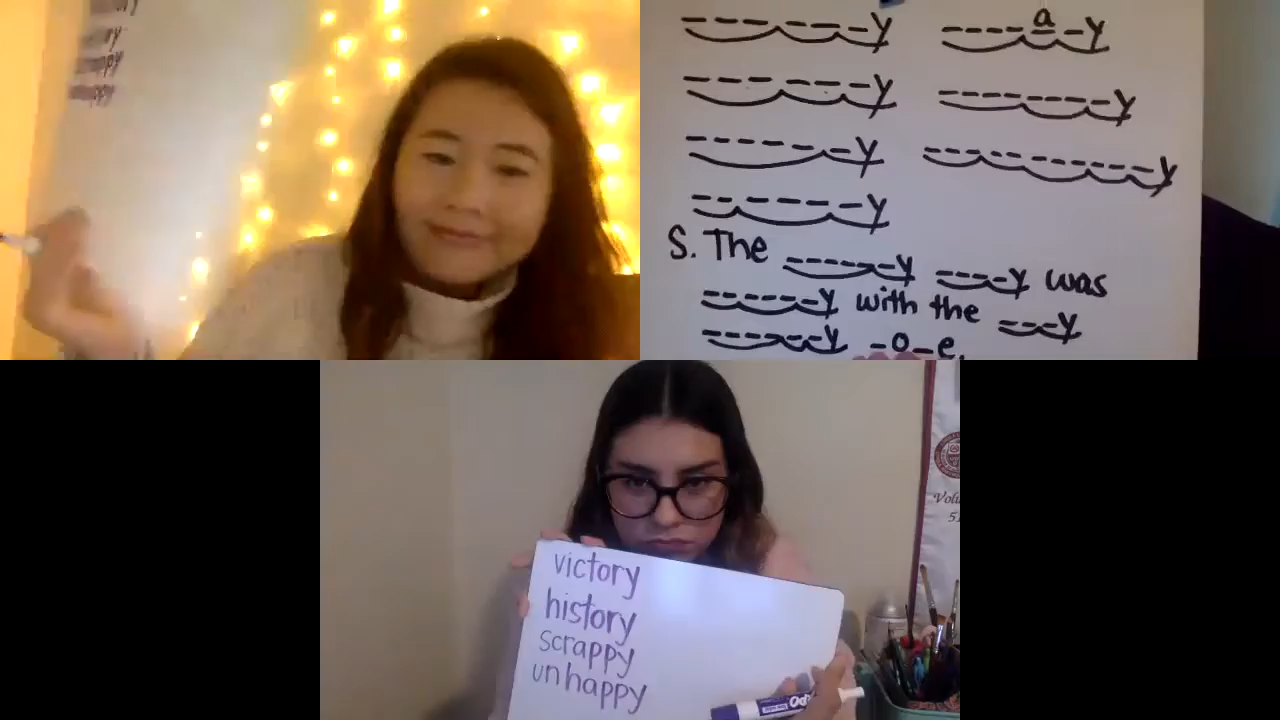 _ _ _ _ _ _ y
_ _ _ _ a _ y
_ _ _ _ _ _ y
_ _ _ _ _ _ _ y
_ _ _ _ _ _ y
_ _ _ _ _ _ _ _ _ _ y
_ _ _ _ _ _ y
S. The _ _ _ _ _ _ y _ _ _ _ y was
_ _ _ _ _ _ y with the _ _ _ y
_ _ _ _ _ _ y _ o _ e.
victory
history
scrappy
unhappy